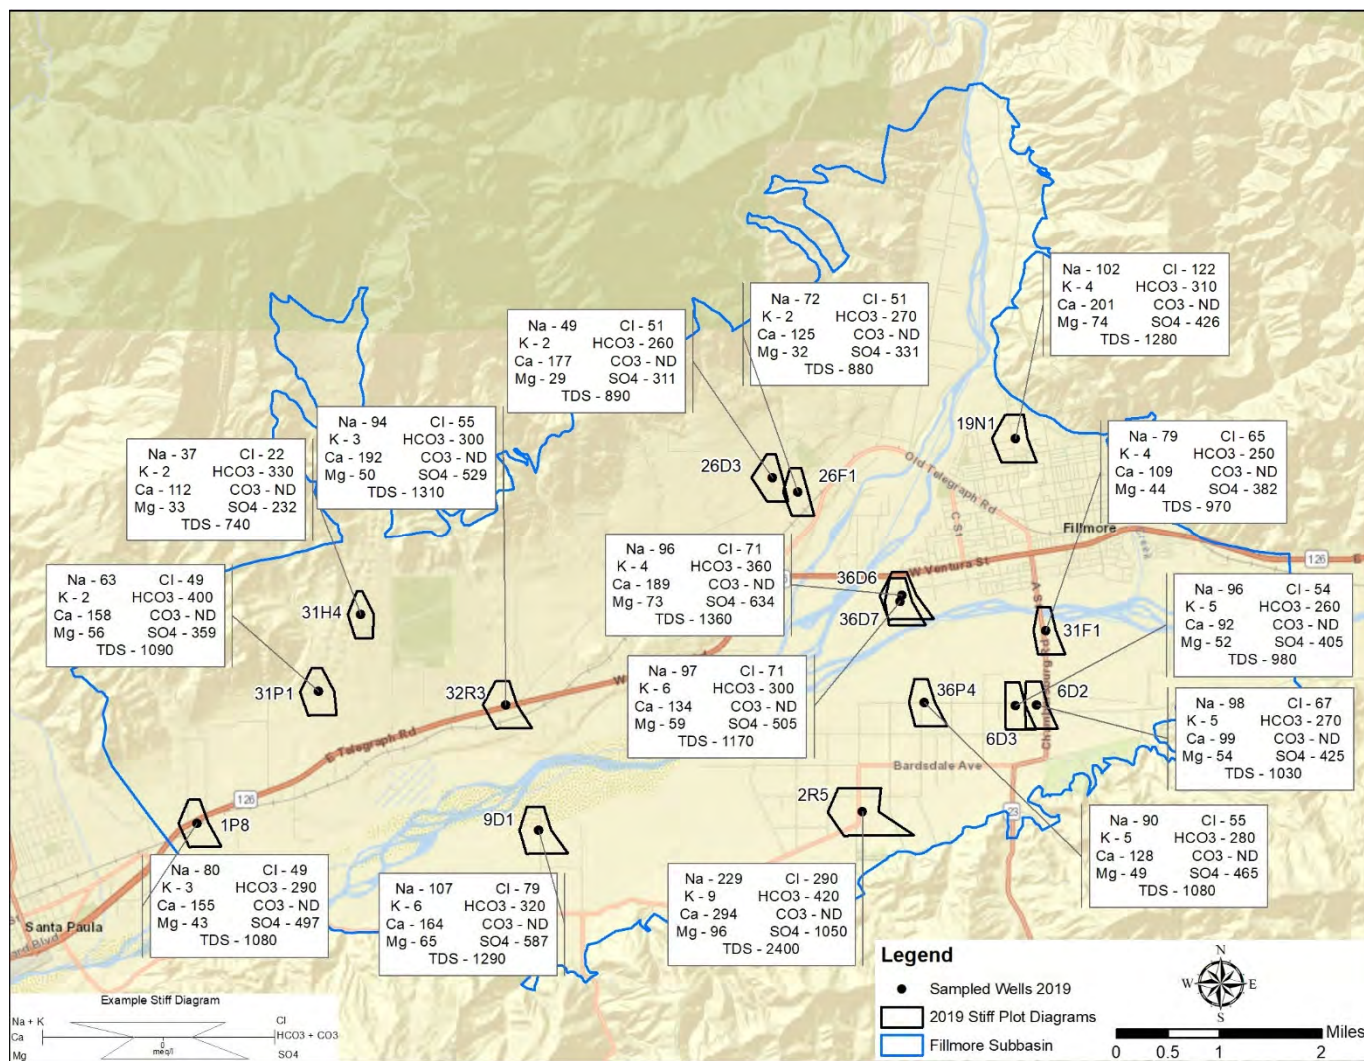 Na - 102 Cl - 122
K - 4 HCO3 - 310
Ca - 201 CO3 - ND
Mg - 74 SO4 - 426
TDS - 1280
Na - 72 Cl - 51
K - 2 HCO3 - 270
Ca - 125 CO3 - ND
Mg - 32 SO4 - 331
TDS - 880
Na - 49 Cl - 51
K - 2 HCO3 - 260
Ca - 177 CO3 - ND
Mg - 29 SO4 - 311
TDS - 890
Na - 94 Cl - 55
K - 3 HCO3 - 300
Ca - 192 CO3 - ND
Mg - 50 SO4 - 529
TDS - 1310
Na - 37 Cl - 22
K - 2 HCO3 - 330
Ca - 112 CO3 - ND
Mg - 33 SO4 - 232
TDS - 740
Na - 79 Cl - 65
K - 4 HCO3 - 250
Ca - 109 CO3 - ND
Mg - 44 SO4 - 382
TDS - 970
19N1
26D3
26F1
Old Telegraph Rd
C St
Fillmore
Creek
126
E
W Ventura St
A St
Na - 96 Cl - 71
K - 4 HCO3 - 360
Ca - 189 CO3 - ND
Mg - 73 SO4 - 634
TDS - 1360
36D6
36D7
Na - 63 Cl - 49
K - 2 HCO3 - 400
Ca - 158 CO3 - ND
Mg - 56 SO4 - 359
TDS - 1090
31H4
31F1
Na - 96 Cl - 54
K - 5 HCO3 - 260
Ca - 92 CO3 - ND
Mg - 52 SO4 - 405
TDS - 980
31P1
32R3
W
E Telegraph Rd
Na - 97 Cl - 71
K - 6 HCO3 - 300
Ca - 134 CO3 - ND
Mg - 59 SO4 - 505
TDS - 1170
36P4
6D3
6D2
Chambersburg Rd
Na - 98 Cl - 67
K - 5 HCO3 - 270
Ca - 99 CO3 - ND
Mg - 54 SO4 - 425
TDS - 1030
Bardsdale Ave
126
1P8
9D1
2R5
23
Na - 80 Cl - 49
K - 3 HCO3 - 290
Ca - 155 CO3 - ND
Mg - 43 SO4 - 497
TDS - 1080
Na - 107 Cl - 79
K - 6 HCO3 - 320
Ca - 164 CO3 - ND
Mg - 65 SO4 - 587
TDS - 1290
Na - 229 Cl - 290
K - 9 HCO3 - 420
Ca - 294 CO3 - ND
Mg - 96 SO4 - 1050
TDS - 2400
Na - 90 Cl - 55
K - 5 HCO3 - 280
Ca - 128 CO3 - ND
Mg - 49 SO4 - 465
TDS - 1080
Santa Paula
Blvd
Legend
Sampled Wells 2019
2019 Stiff Plot Diagrams
Fillmore Subbasin
N
W E
S
Miles
0 0.5 1 2
Example Stiff Diagram
Na + K Cl
Ca HCO3 + CO3
0
meq/l
Mg SO4